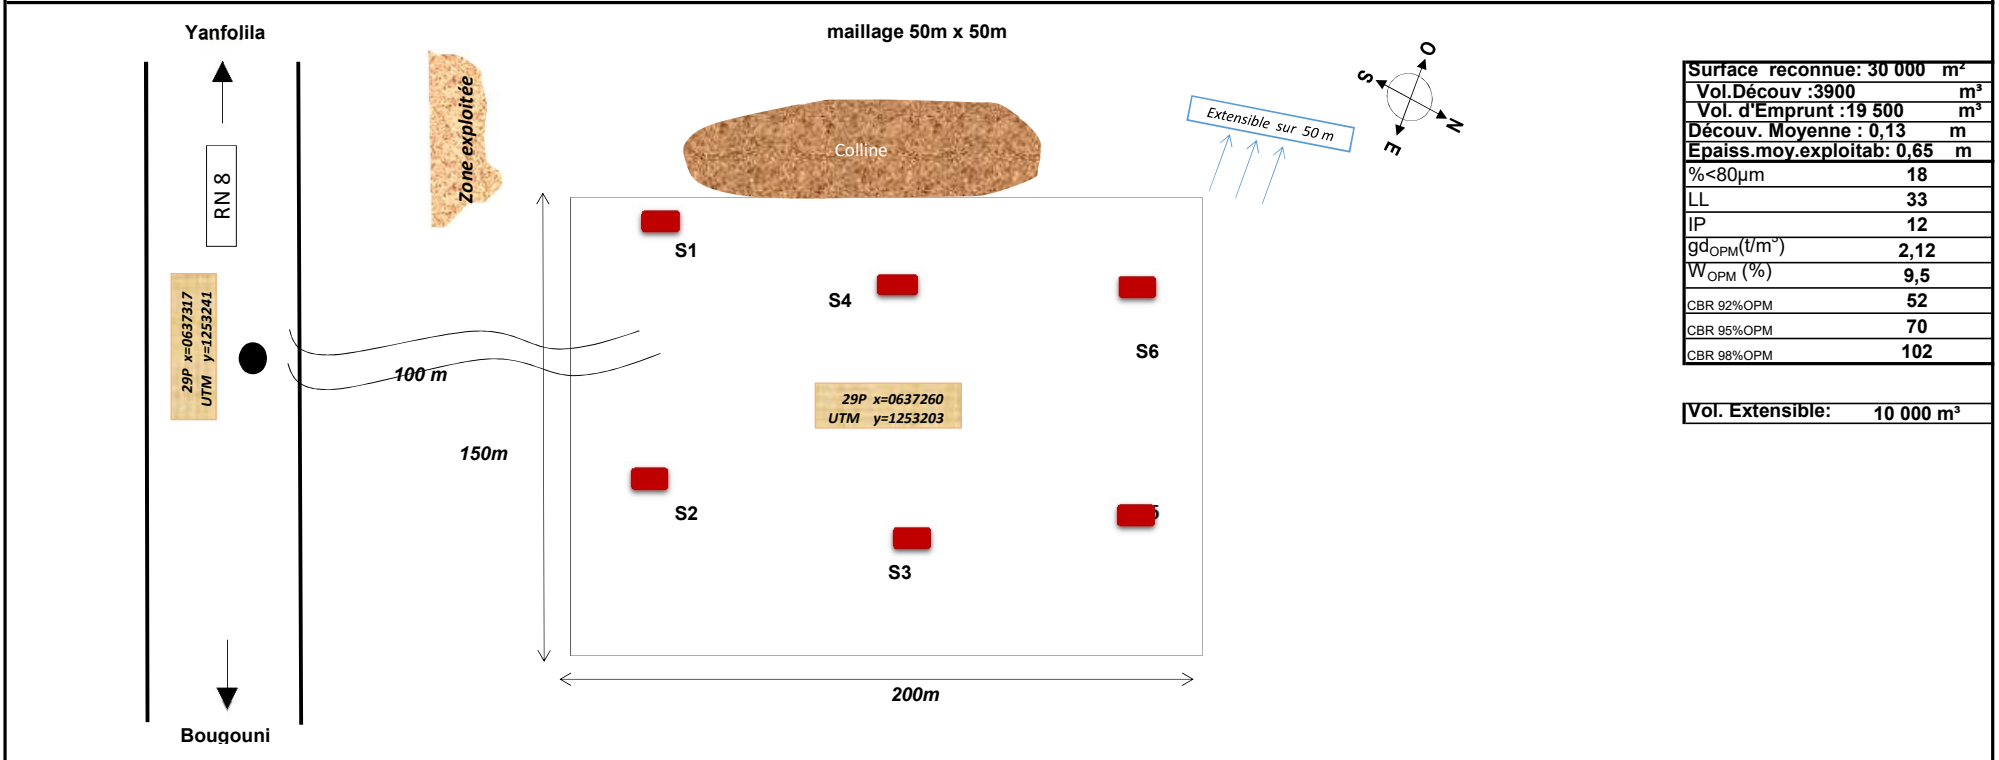 Yanfolila
maillage 50m x 50m
RN 8
29P x=0637317
UTM y=1253241
Bougouni
Zone exploitée
Colline
Extensible sur 50 m
O
S
N
E
S1
S4
S6
100 m
29P x=0637260
UTM y=1253203
150m
S2
5
S3
200m
Surface reconnue: 30 000 m²
Vol.Découv :3900 m³
Vol. d'Emprunt :19 500 m³
Découv. Moyenne : 0,13 m
Epaiss.moy.exploitab: 0,65 m
%<80µm 18
LL 33
IP 12
gdOPM(t/m³) 2,12
WOPM (%) 9,5
CBR 92%OPM 52
CBR 95%OPM 70
CBR 98%OPM 102
Vol. Extensible: 10 000 m³